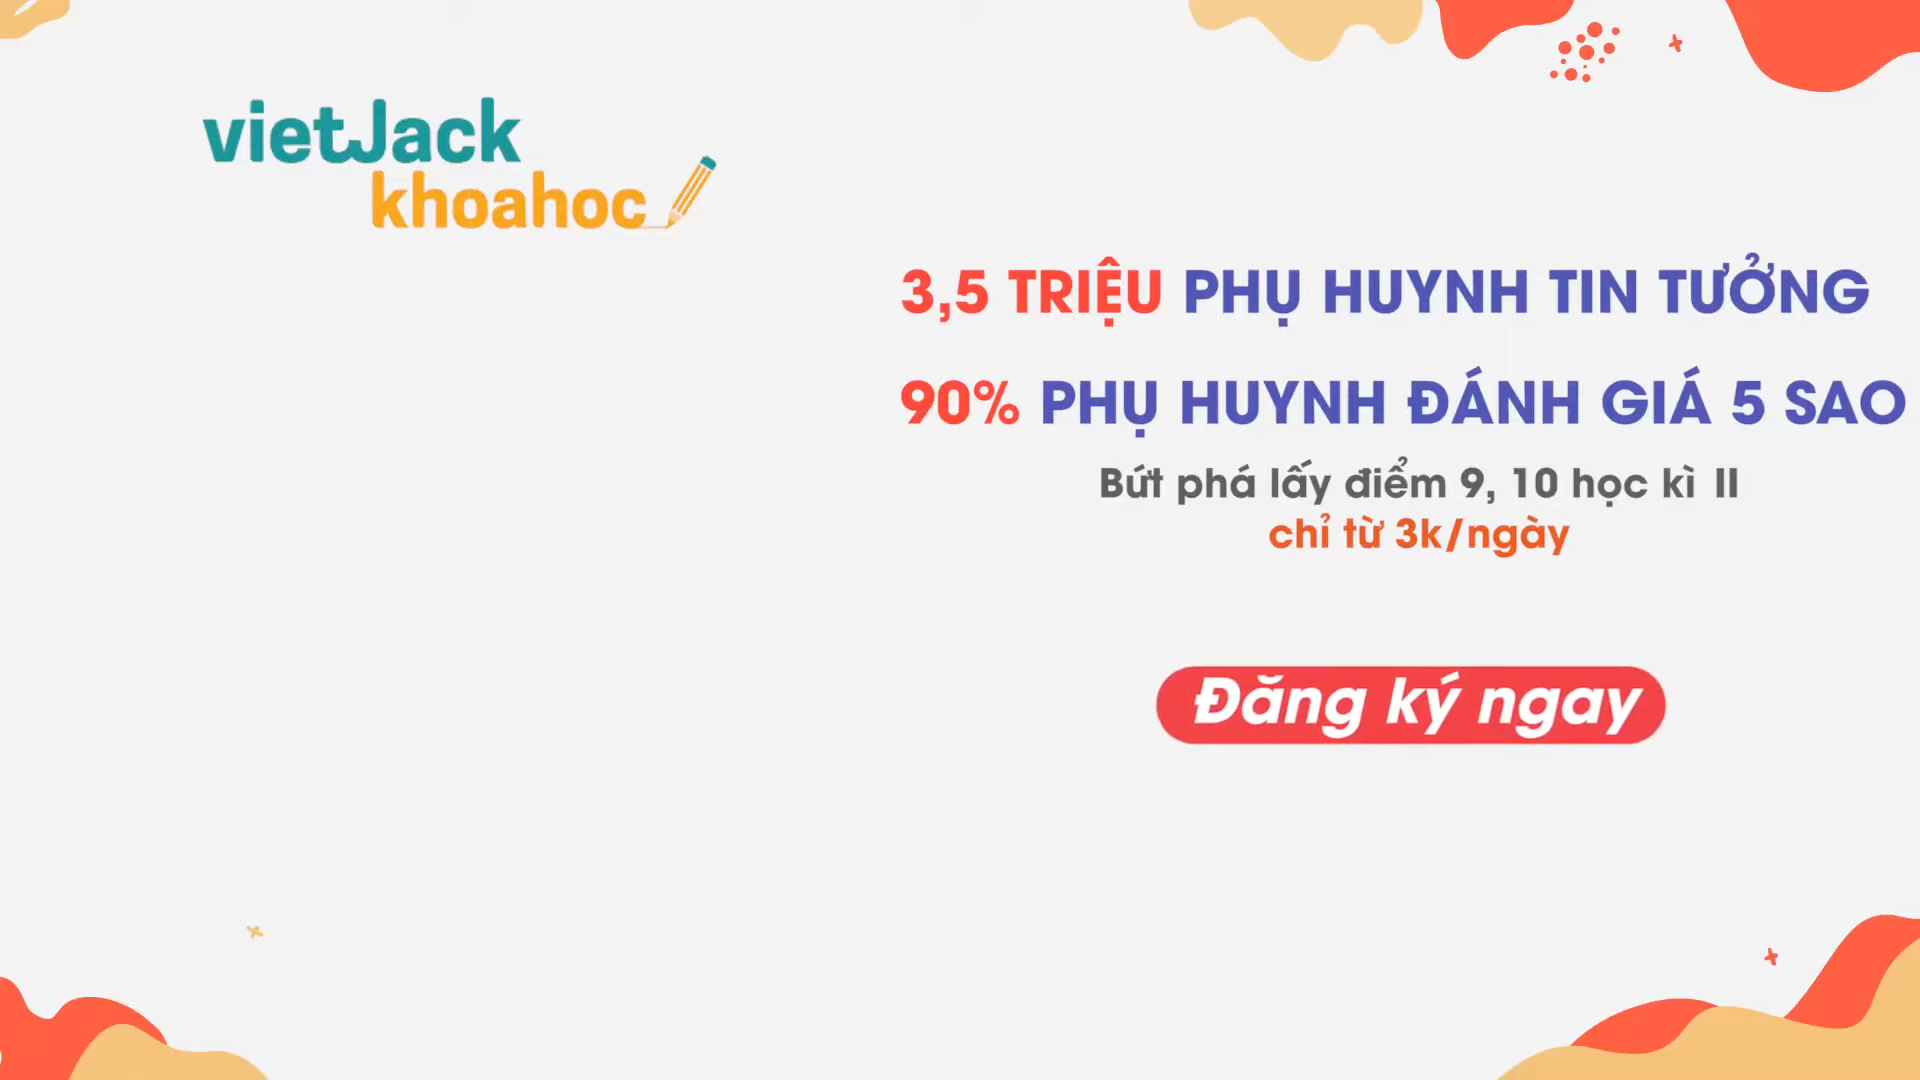 vietJack
khoahoc
3,5 TRIỆU PHỤ HUYNH TIN TƯỞNG
90% PHỤ HUYNH ĐÁNH GIÁ 5 SAO
Bứt phá lấy điểm 9, 10 học kì II
chỉ từ 3k/ngày
Đăng ký ngay